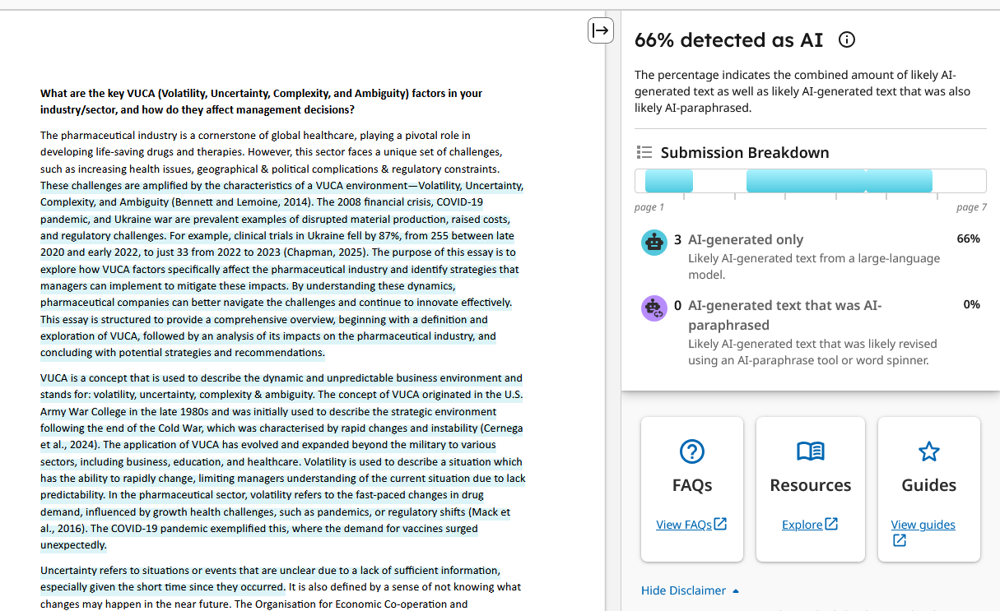 What are the key VUCA (Volatility, Uncertainty, Complexity, and Ambiguity) factors in your
industry/sector, and how do they affect management decisions?
The pharmaceutical industry is a cornerstone of global healthcare, playing a pivotal role in
developing life-saving drugs and therapies. However, this sector faces a unique set of challenges,
such as increasing health issues, geographical & political complications & regulatory constraints.
These challenges are amplified by the characteristics of a VUCA environment—Volatility, Uncertainty,
Complexity, and Ambiguity (Bennett and Lemoine, 2014). The 2008 financial crisis, COVID-19
pandemic, and Ukraine war are prevalent examples of disrupted material production, raised costs,
and regulatory challenges. For example, clinical trials in Ukraine fell by 87%, from 255 between late
2020 and early 2022, to just 33 from 2022 to 2023 (Chapman, 2025). The purpose of this essay is to
explore how VUCA factors specifically affect the pharmaceutical industry and identify strategies that
managers can implement to mitigate these impacts. By understanding these dynamics,
pharmaceutical companies can better navigate the challenges and continue to innovate effectively.
This essay is structured to provide a comprehensive overview, beginning with a definition and
exploration of VUCA, followed by an analysis of its impacts on the pharmaceutical industry, and
concluding with potential strategies and recommendations.
VUCA is a concept that is used to describe the dynamic and unpredictable business environment and
stands for: volatility, uncertainty, complexity & ambiguity. The concept of VUCA originated in the U.S.
Army War College in the late 1980s and was initially used to describe the strategic environment
following the end of the Cold War, which was characterised by rapid changes and instability (Cernega
et al., 2024). The application of VUCA has evolved and expanded beyond the military to various
sectors, including business, education, and healthcare. Volatility is used to describe a situation which
has the ability to rapidly change, limiting managers understanding of the current situation due to lack
predictability. In the pharmaceutical sector, volatility refers to the fast-paced changes in drug
demand, influenced by growth health challenges, such as pandemics, or regulatory shifts (Mack et
al., 2016). The COVID-19 pandemic exemplified this, where the demand for vaccines surged
unexpectedly.
Uncertainty refers to situations or events that are unclear due to a lack of sufficient information,
especially given the short time since they occurred. It is also defined by a sense of not knowing what
changes may happen in the near future. The Organisation for Economic Co-operation and
66% detected as AI
The percentage indicates the combined amount of likely AI-
generated text as well as likely AI-generated text that was also
likely AI-paraphrased.
Submission Breakdown
page 1
page 7
3 AI-generated only 66%
Likely AI-generated text from a large-language
model.
0 AI-generated text that was AI- 0%
paraphrased
Likely AI-generated text that was likely revised
using an AI-paraphrase tool or word spinner.
FAQs
View FAQs
Resources
Explore
Guides
View guides
Hide Disclaimer